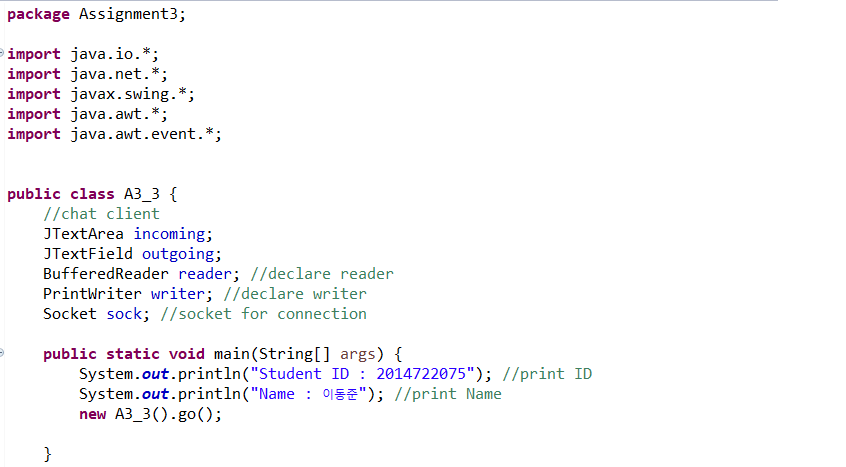 package Assignment3;
import java.io.*;
import java.net.*;
import javax.swing.*;
import java.awt.*;
import java.awt.event.*;
public class A3_3 {
//chat client
JTextArea incoming;
JTextField outgoing;
BufferedReader reader; //declare reader
PrintWriter writer; //declare writer
Socket sock; //socket for connection
public static void main(String[] args) {
System.out.println("Student ID : 2014722075"); //print ID
System.out.println("Name : 이동준"); //print Name
new A3_3().go();
}